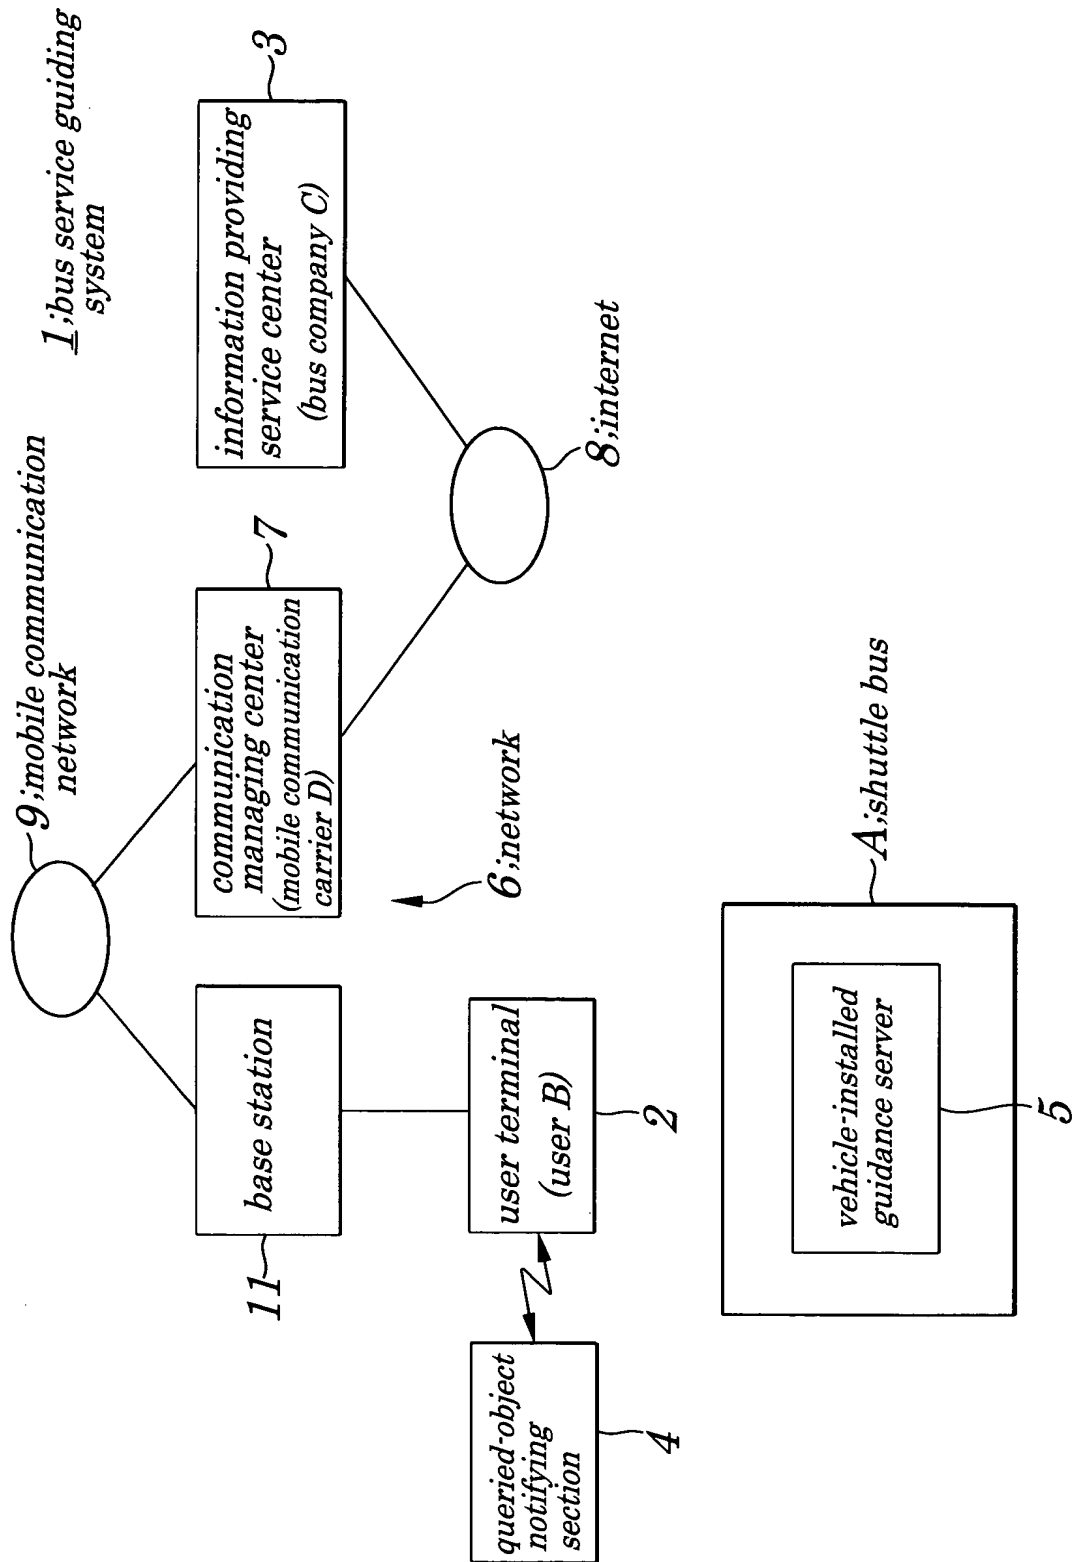 1;bus service guiding
system
9;mobile communication
network
3
information providing
service center
(bus company C)
7
communication
managing center
(mobile communication
carrier D)
11
base station
8;internet
6;network
user terminal
(user B)
2
queried-object
notifying
section
4
A;shuttle bus
vehicle-installed
guidance server
5